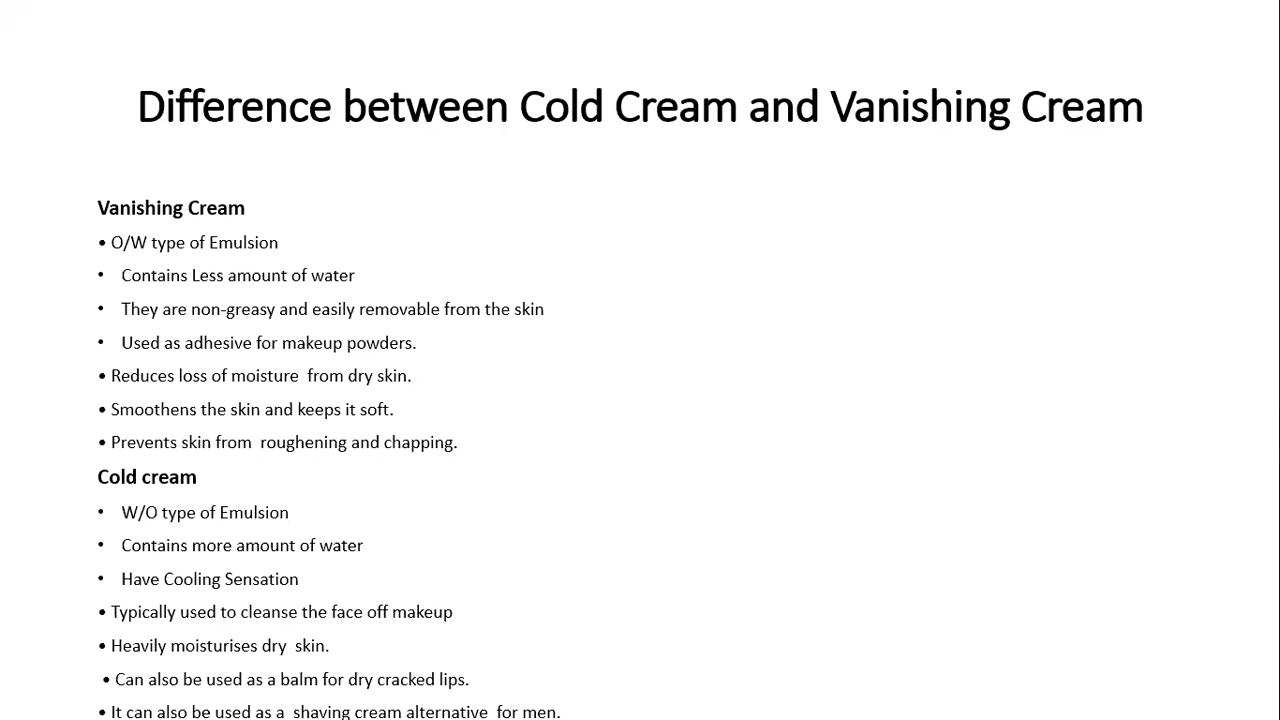 Difference between Cold Cream and Vanishing Cream
Vanishing Cream
• O/W type of Emulsion
• Contains Less amount of water
• They are non-greasy and easily removable from the skin
• Used as adhesive for makeup powders.
• Reduces loss of moisture  from dry skin.
• Smoothens the skin and keeps it soft.
• Prevents skin from  roughening and chapping.
Cold cream
• W/O type of Emulsion
• Contains more amount of water
• Have Cooling Sensation
• Typically used to cleanse the face off makeup
• Heavily moisturises dry  skin.
• Can also be used as a balm for dry cracked lips.
• It can also be used as a  shaving cream alternative  for men.